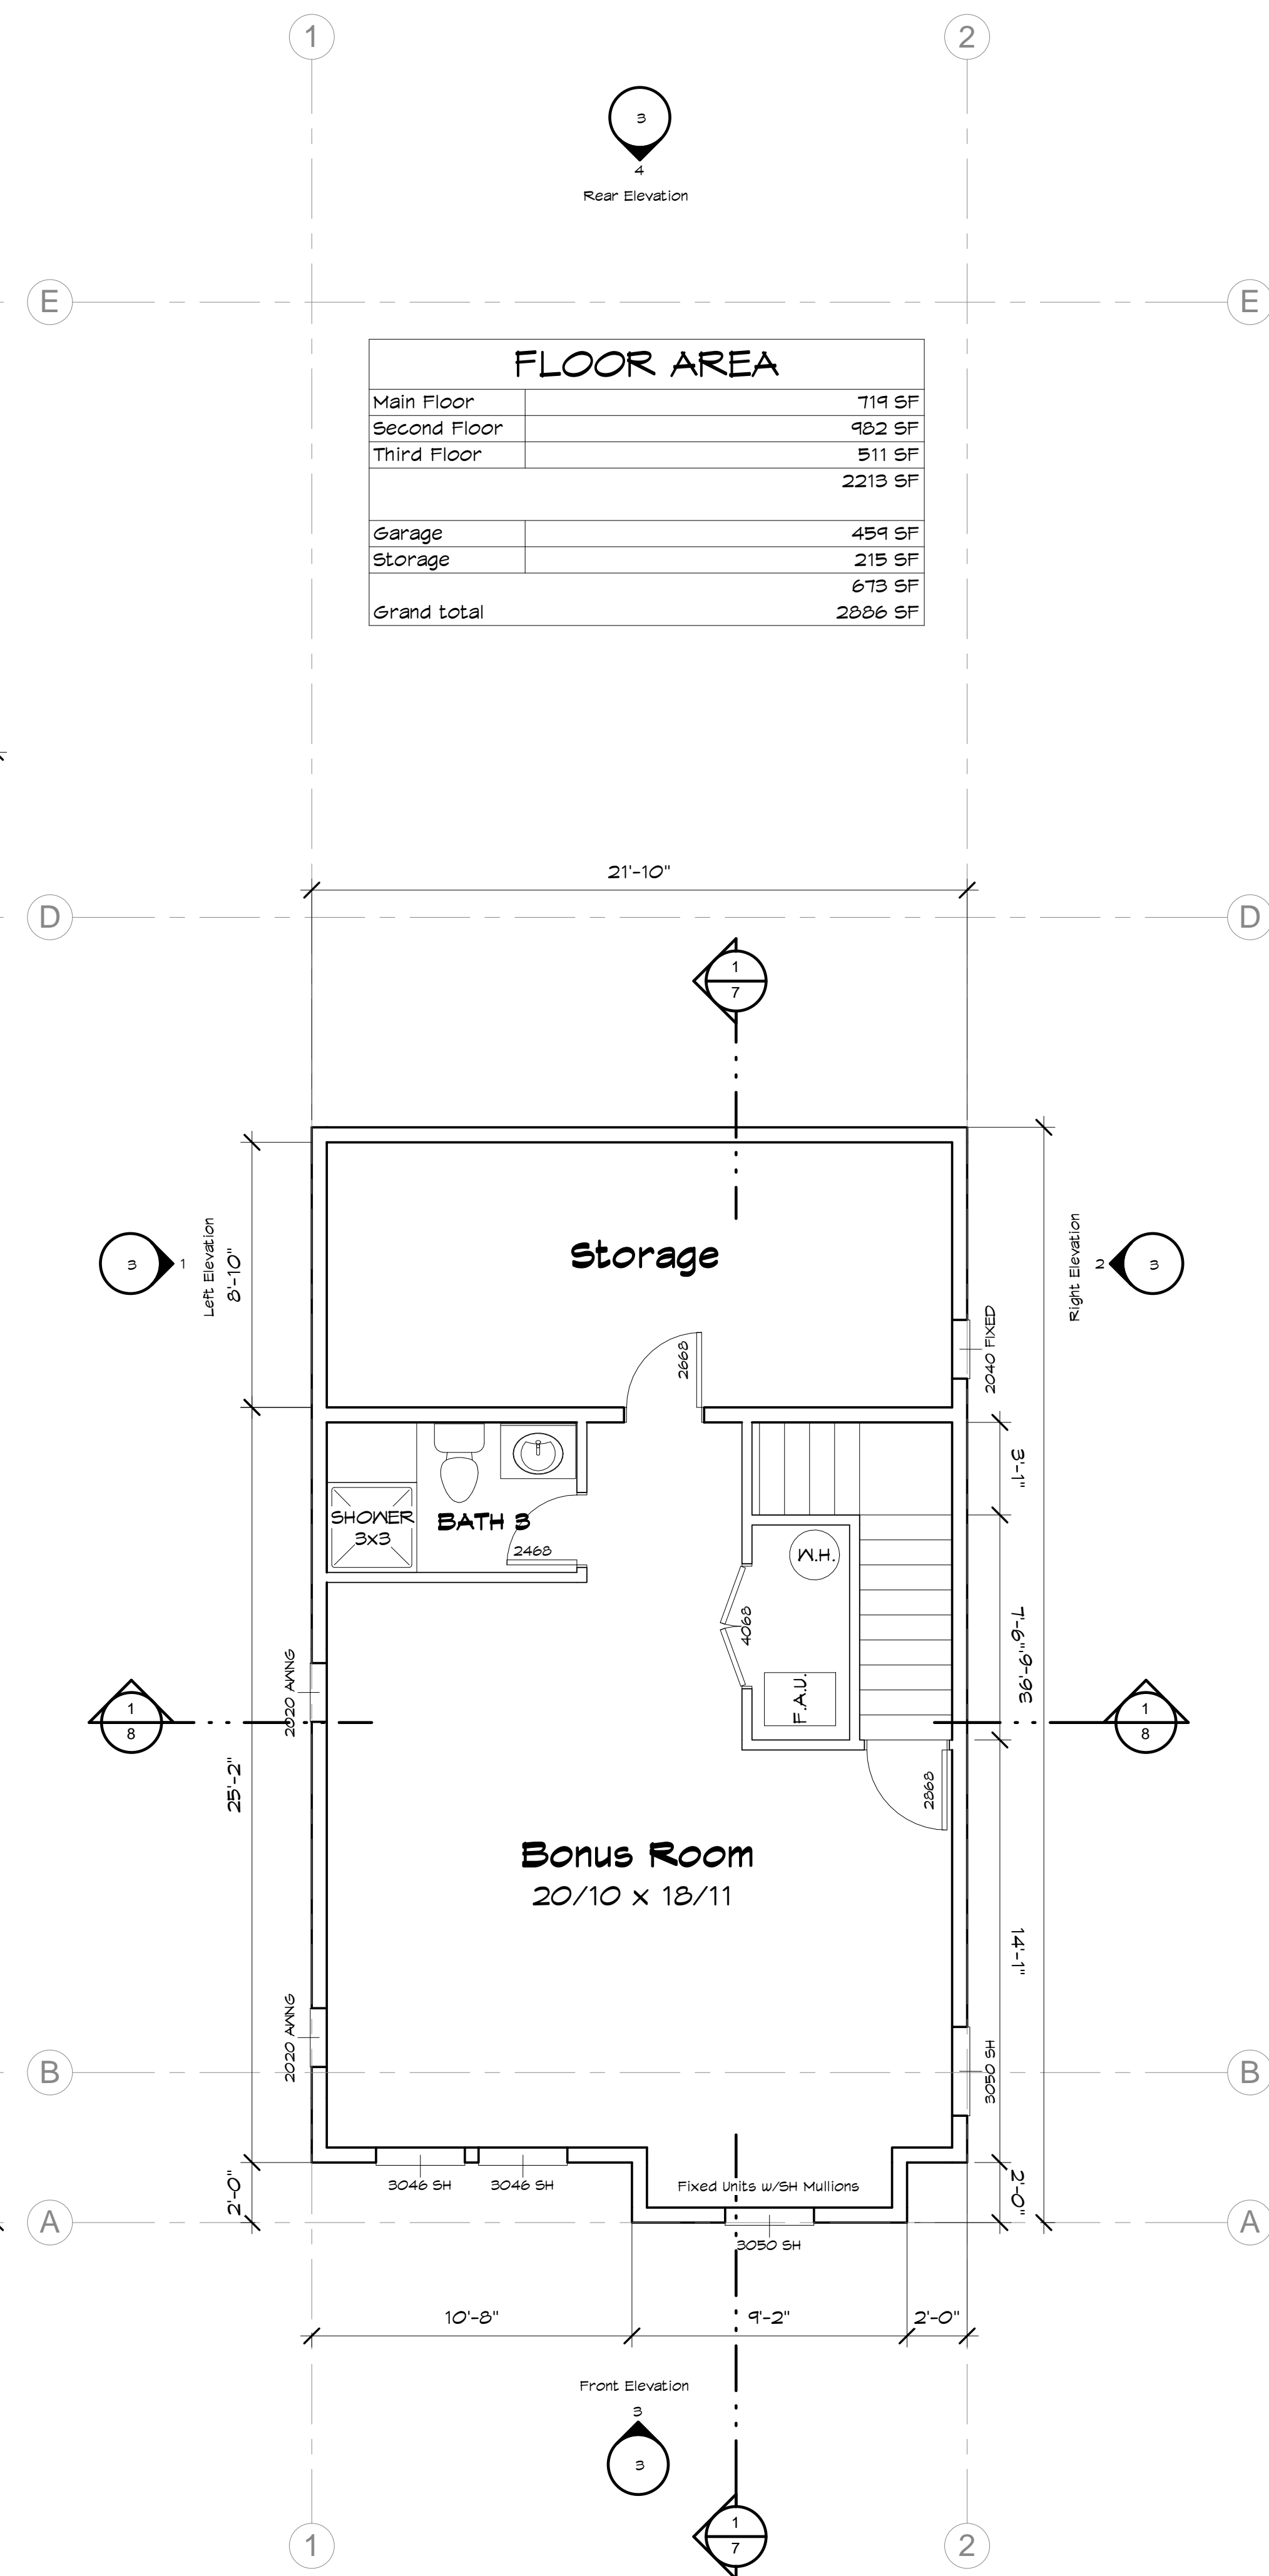 1 2
3
4
Rear Elevation
E E
FLOOR AREA
Main Floor 719 SF
Second Floor 982 SF
Third Floor 511 SF
2213 SF
Garage 459 SF
Storage 215 SF
673 SF
Grand total 2886 SF
21'-10"
D D
1
7
Storage
Left Elevation
3 1
8'-10"
Right Elevation
2 3
2040 FIXED
2668
3'-1"
SHOWER
3x3
BATH 3
2468
W.H.
4068
7'-6"
36'-6"
F.A.U.
2020 AWNG
1
8
1
8
25'-2"
2868
Bonus Room
20/10 x 18/11
14'-1"
2020 AWNG
B B
3050 SH
2'-0"
3046 SH 3046 SH
Fixed Units w/SH Mullions
2'-0"
A A
3050 SH
10'-8" 9'-2" 2'-0"
Front Elevation
3
3
1
7
1 2